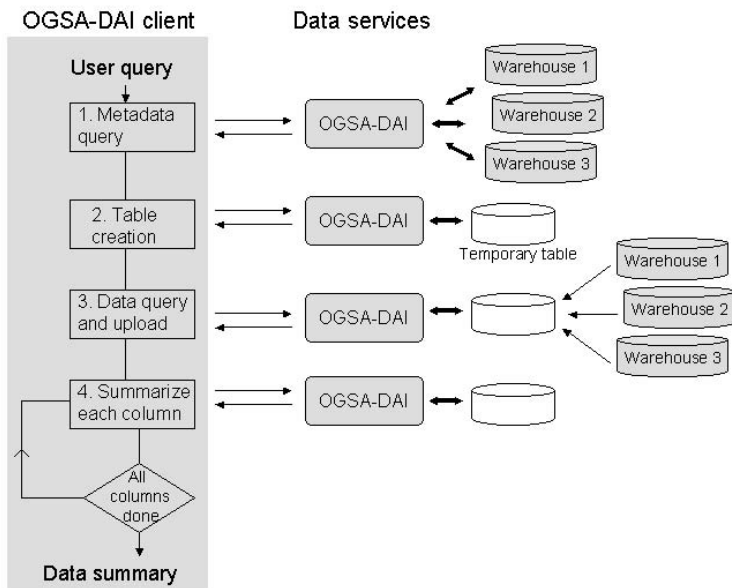 OGSA-DAI client
Data services
User query
1. Metadata
query
OGSA-DAI
Warehouse 1
Warehouse 2
Warehouse 3
2. Table
creation
OGSA-DAI
Temporary table
3. Data query
and upload
OGSA-DAI
Warehouse 1
Warehouse 2
Warehouse 3
4. Summarize
each column
OGSA-DAI
All
columns
done
Data summary